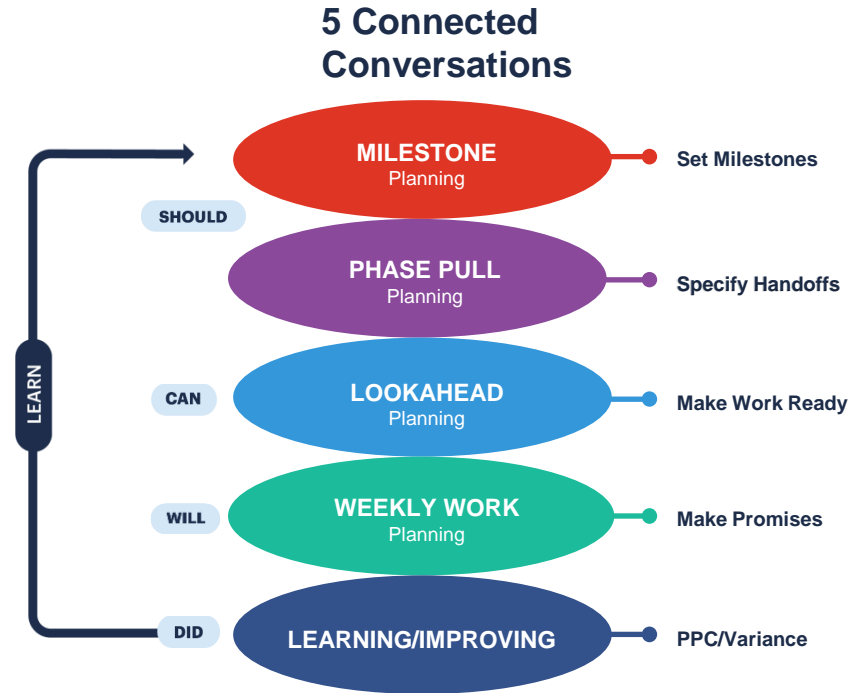 5 Connected
Conversations
MILESTONE
Planning
Set Milestones
SHOULD
PHASE PULL
Planning
Specify Handoffs
LEARN
CAN
LOOKAHEAD
Planning
Make Work Ready
WILL
WEEKLY WORK
Planning
Make Promises
DID
LEARNING/IMPROVING
PPC/Variance